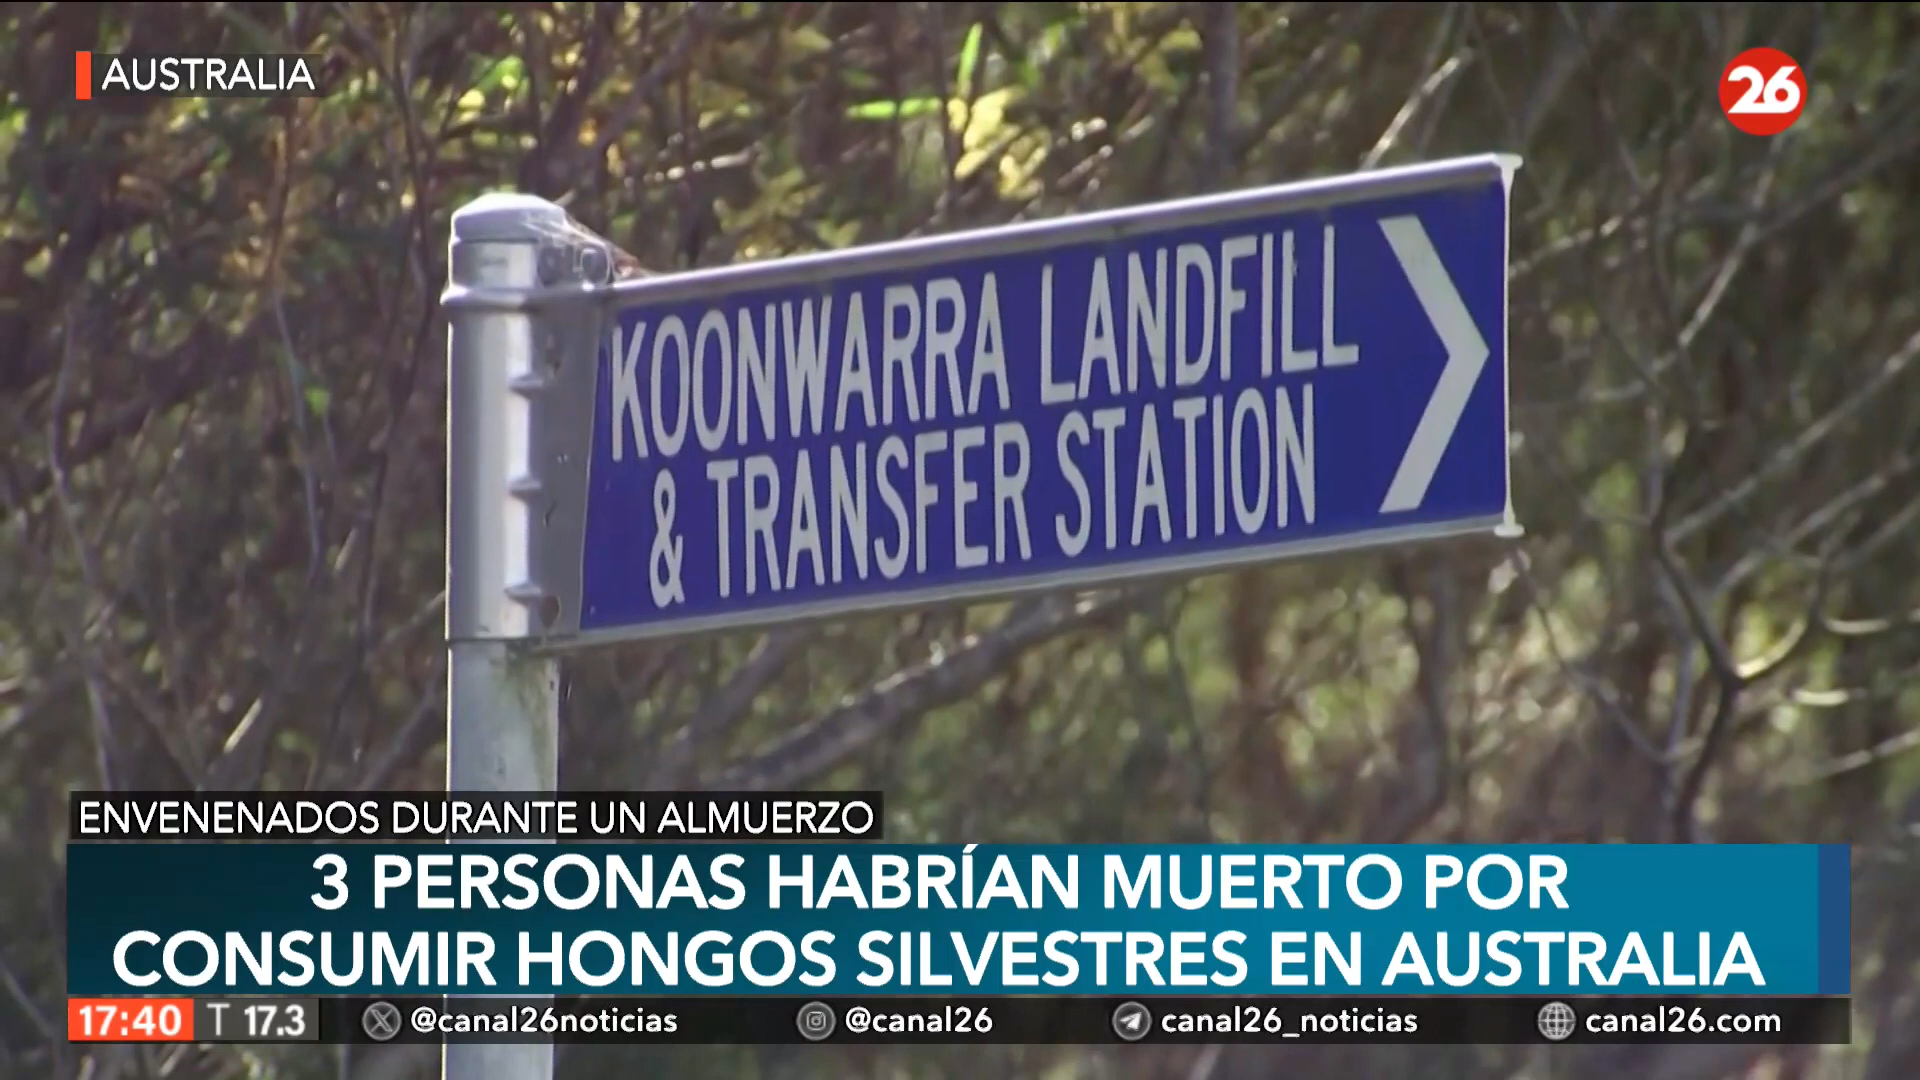 AUSTRALIA
26
KOONWARRA LANDFILL
& TRANSFER STATION
ENVENENADOS DURANTE UN ALMUERZO
3 PERSONAS HABRÍAN MUERTO POR
CONSUMIR HONGOS SILVESTRES EN AUSTRALIA
17:40 T 17.3 @canal26noticias @canal26 canal26_noticias canal26.com